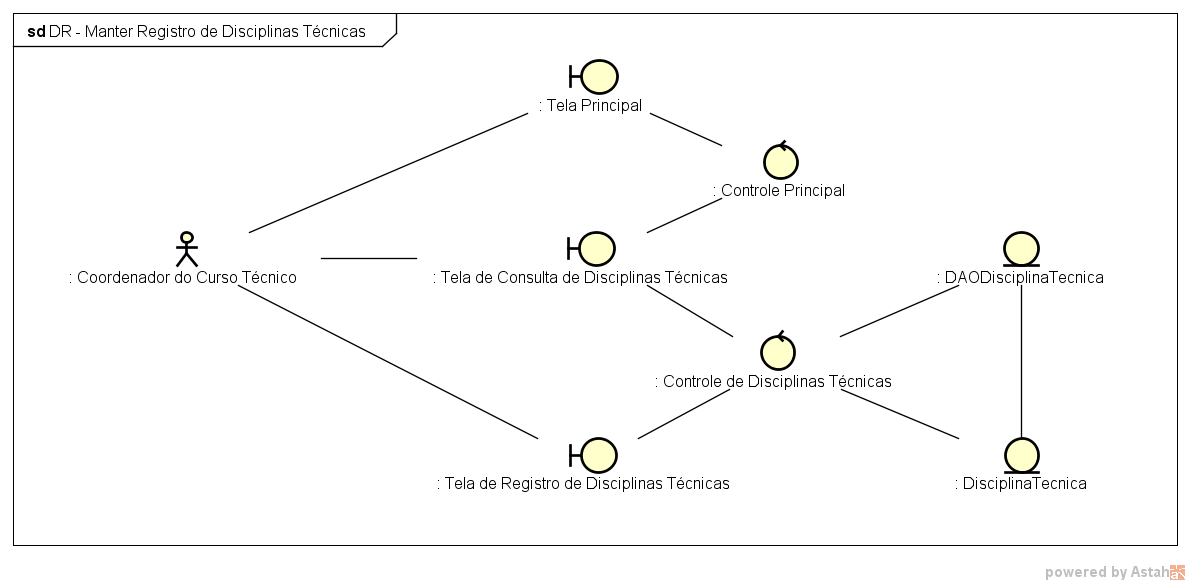 sd DR - Manter Registro de Disciplinas Técnicas
: Tela Principal
: Controle Principal
: Coordenador do Curso Técnico
: Tela de Consulta de Disciplinas Técnicas
: DAODisciplinaTecnica
: Controle de Disciplinas Técnicas
: Tela de Registro de Disciplinas Técnicas
: DisciplinaTecnica
powered by Astah